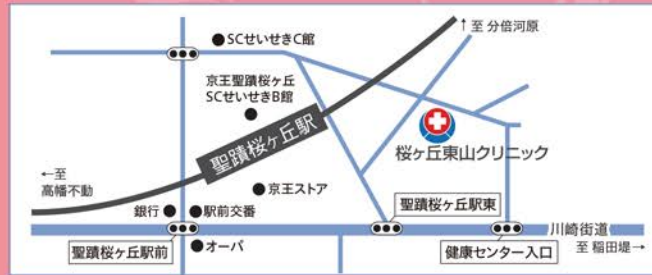 SCせいせきC館
↑至 分倍河原
京王聖蹟桜ヶ丘
SCせいせきB館
聖蹟桜ヶ丘駅
桜ヶ丘東山クリニック
←至
高幡不動
京王ストア
銀行
駅前交番
聖蹟桜ヶ丘駅東
川崎街道
聖蹟桜ヶ丘駅前
オーパ
健康センター入口
至 稲田堤→